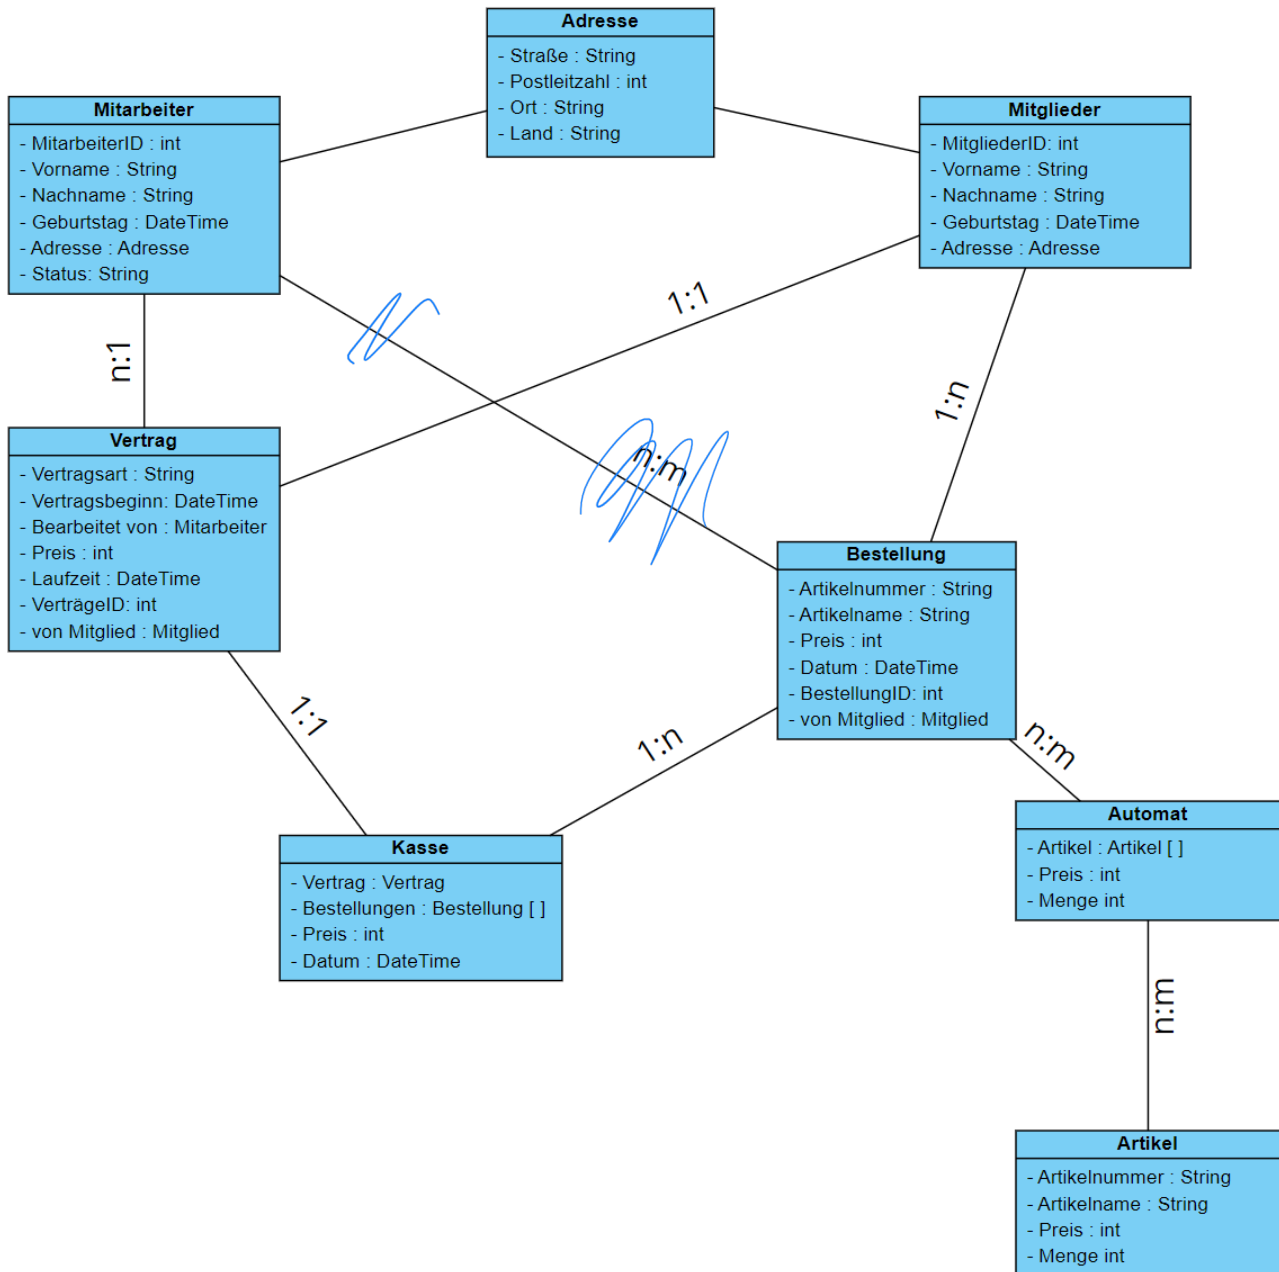 Adresse
- Straße : String
- Postleitzahl : int
- Ort : String
- Land : String
Mitarbeiter
- MitarbeiterID : int
- Vorname : String
- Nachname : String
- Geburtstag : DateTime
- Adresse : Adresse
- Status: String
Mitglieder
- MitgliederID: int
- Vorname : String
- Nachname : String
- Geburtstag : DateTime
- Adresse : Adresse
n:1
1:1
1:n
n:m
Vertrag
- Vertragsart : String
- Vertragsbeginn: DateTime
- Bearbeitet von : Mitarbeiter
- Preis : int
- Laufzeit : DateTime
- VerträgeID: int
- von Mitglied : Mitglied
Bestellung
- Artikelnummer : String
- Artikelname : String
- Preis : int
- Datum : DateTime
- BestellungID: int
- von Mitglied : Mitglied
1:1
1:n
n:m
Kasse
- Vertrag : Vertrag
- Bestellungen : Bestellung [ ]
- Preis : int
- Datum : DateTime
Automat
- Artikel : Artikel [ ]
- Preis : int
- Menge int
n:m
Artikel
- Artikelnummer : String
- Artikelname : String
- Preis : int
- Menge int